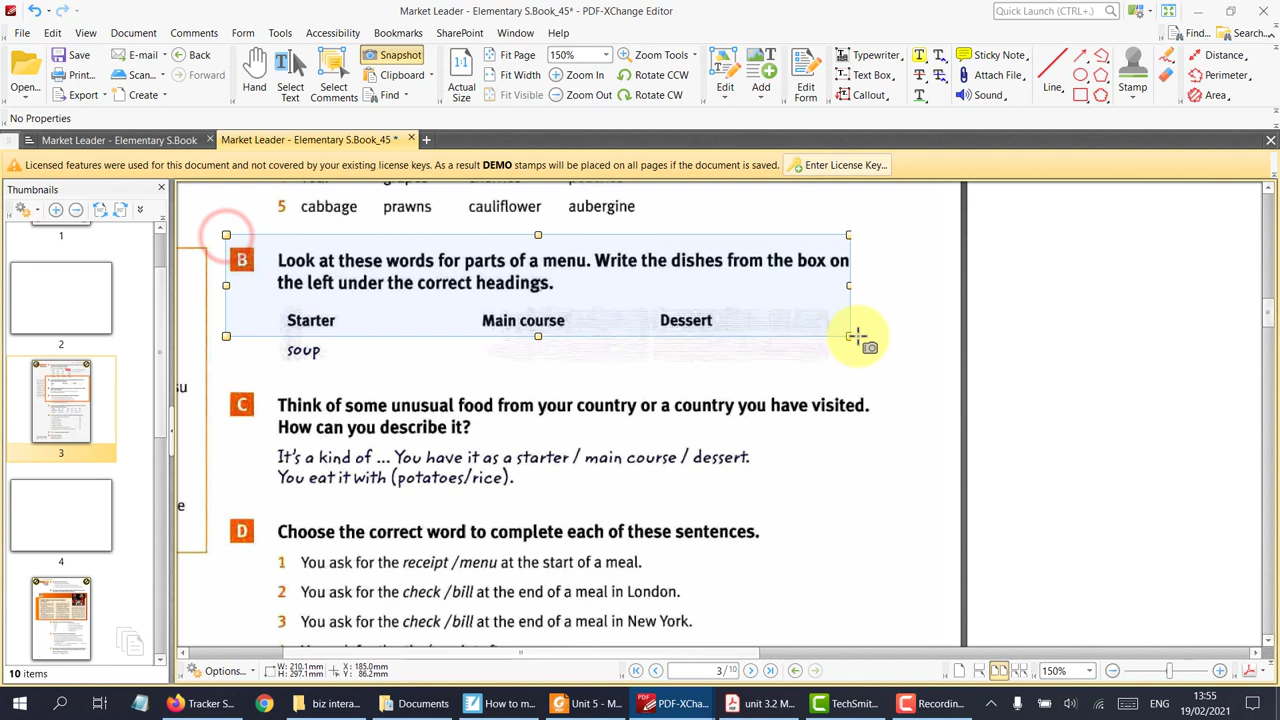 Market Leader - Elementary S.Book_45* - PDF-XChange Editor
Quick Launch (CTRL+.)
File Edit View Document Comments Form Tools Accessibility Bookmarks SharePoint Window Help
Find... Search...
Open...
Save
Print...
Export
E-mail
Scan...
Create
Back
Forward
Hand
Select Text
Select Comments
Snapshot
Clipboard
Find
Actual Size
Fit Page
Fit Width
Fit Visible
150%
Zoom In
Zoom Out
Zoom Tools
Rotate CCW
Rotate CW
Edit
Add
Edit Form
Typewriter
Text Box
Callout
Sticky Note
Attach File
Sound
Line
Stamp
Distance
Perimeter
Area
No Properties
Market Leader - Elementary S.Book
Market Leader - Elementary S.Book_45 *
Licensed features were used for this document and not covered by your existing license keys. As a result DEMO stamps will be placed on all pages if the document is saved.
Enter License Key...
Thumbnails
1
2
3
4
10 items
5 cabbage prawns cauliflower aubergine
B Look at these words for parts of a menu. Write the dishes from the box on
the left under the correct headings.
Starter Main course Dessert
soup
C Think of some unusual food from your country or a country you have visited.
How can you describe it?
It's a kind of ... You have it as a starter / main course / dessert.
You eat it with (potatoes/rice).
D Choose the correct word to complete each of these sentences.
1 You ask for the receipt /menu at the start of a meal.
2 You ask for the check /bill at the end of a meal in London.
3 You ask for the check /bill at the end of a meal in New York.
su
e
Options...
W: 210.1mm
H: 297.1mm
X: 185.0mm
Y: 86.2mm
3 / 10
150%
Tracker S...
biz intera...
Documents
How to m...
Unit 5 - M...
PDF-XCha...
unit 3.2 M...
TechSmit...
Recordin...
ENG
13:55
19/02/2021